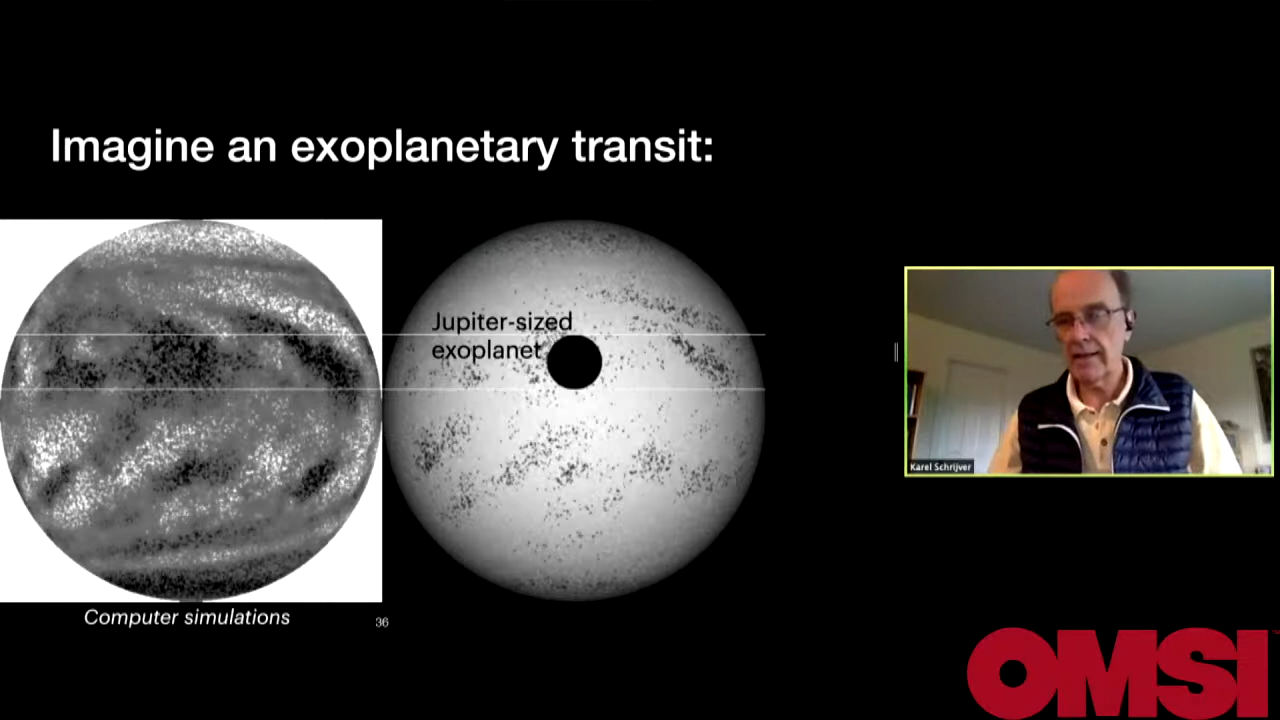 Imagine an exoplanetary transit:
Jupiter-sized
exoplanet
Karel Schrijver
Computer simulations
36
OMSI